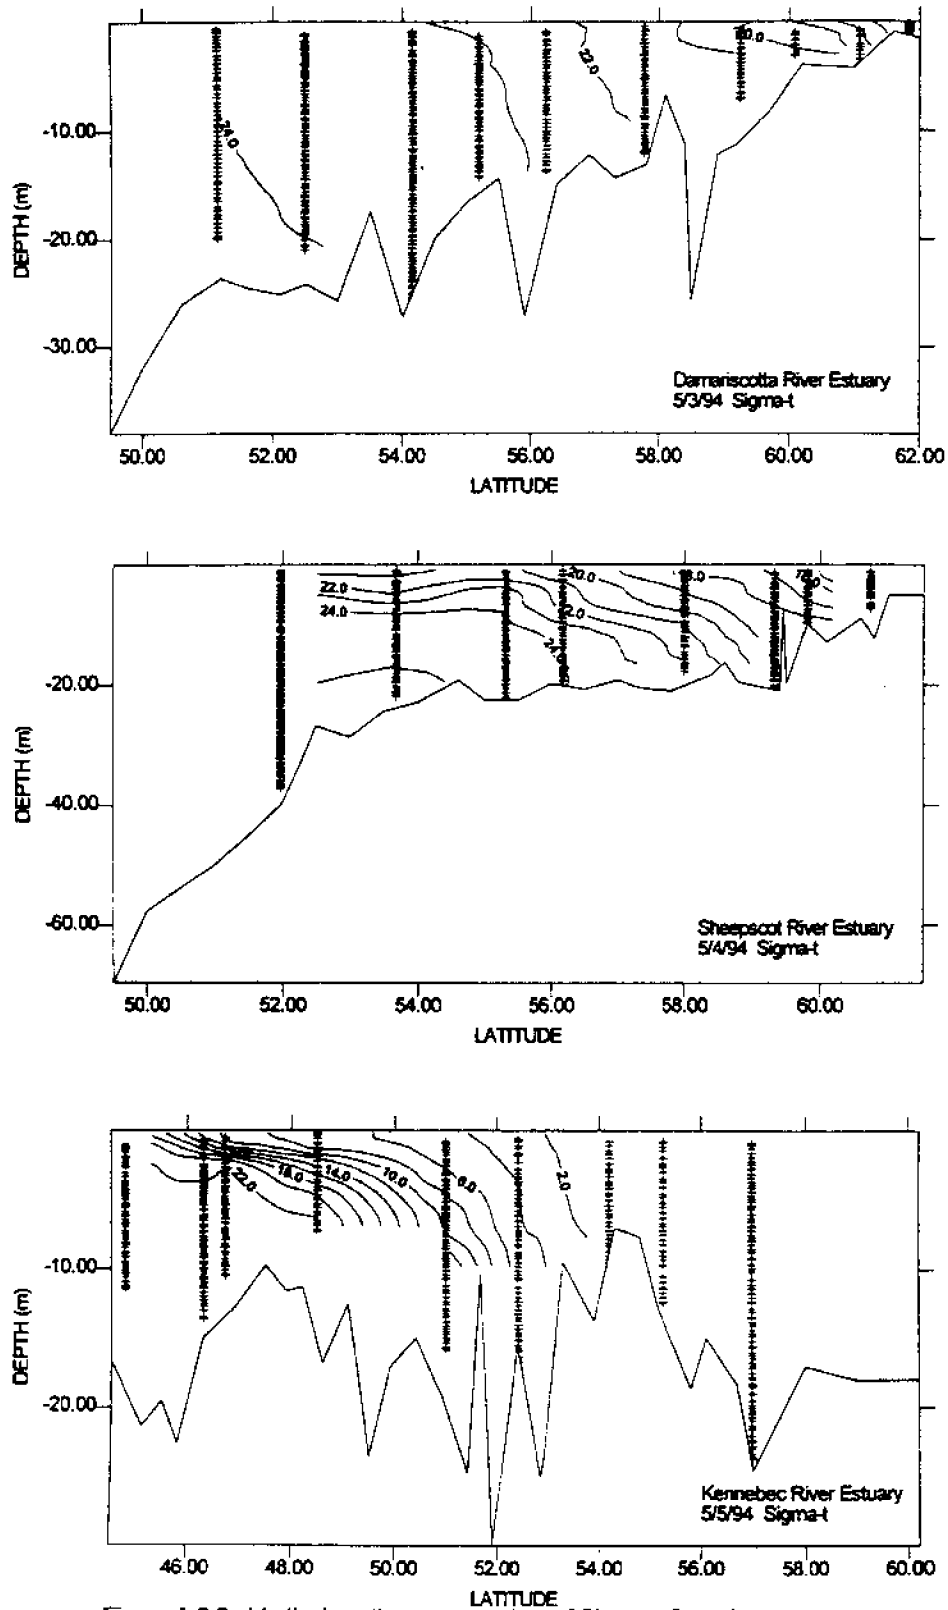 24.0
22.0
20.0
-10.00
-20.00
-30.00
DEPTH (m)
Damariscotta River Estuary
5/3/94 Sigma-t
50.00 52.00 54.00 56.00 58.00 60.00 62.00
LATITUDE
22.0
24.0
20.0
22.0
24.0
-20.00
-40.00
-60.00
DEPTH (m)
Sheepscot River Estuary
5/4/94 Sigma-t
50.00 52.00 54.00 56.00 58.00 60.00
LATITUDE
22.0
18.0
14.0
10.0
6.0
2.0
-10.00
-20.00
DEPTH (m)
Kennebec River Estuary
5/5/94 Sigma-t
46.00 48.00 50.00 52.00 54.00 56.00 58.00 60.00
LATITUDE